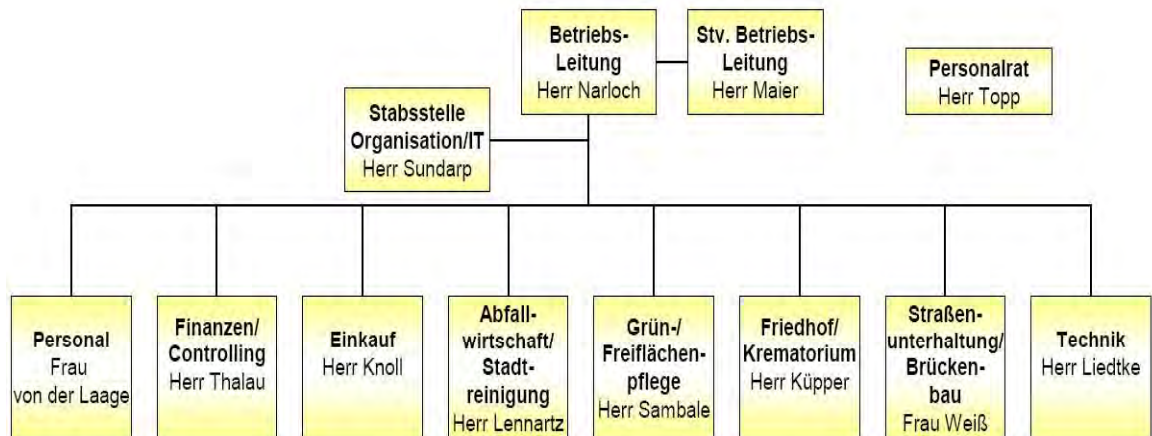 Betriebs-
Leitung
Herr Narloch
Stv. Betriebs-
Leitung
Herr Maier
Personalrat
Herr Topp
Stabsstelle
Organisation/IT
Herr Sundarp
Personal
Frau
von der Laage
Finanzen/
Controlling
Herr Thalau
Einkauf
Herr Knoll
Abfall-
wirtschaft/
Stadt-
reinigung
Herr Lennartz
Grün-/
Freiflächen-
pflege
Herr Sambale
Friedhof/
Krematorium
Herr Küpper
Straßen-
unterhaltung/
Brücken-
bau
Frau Weiß
Technik
Herr Liedtke